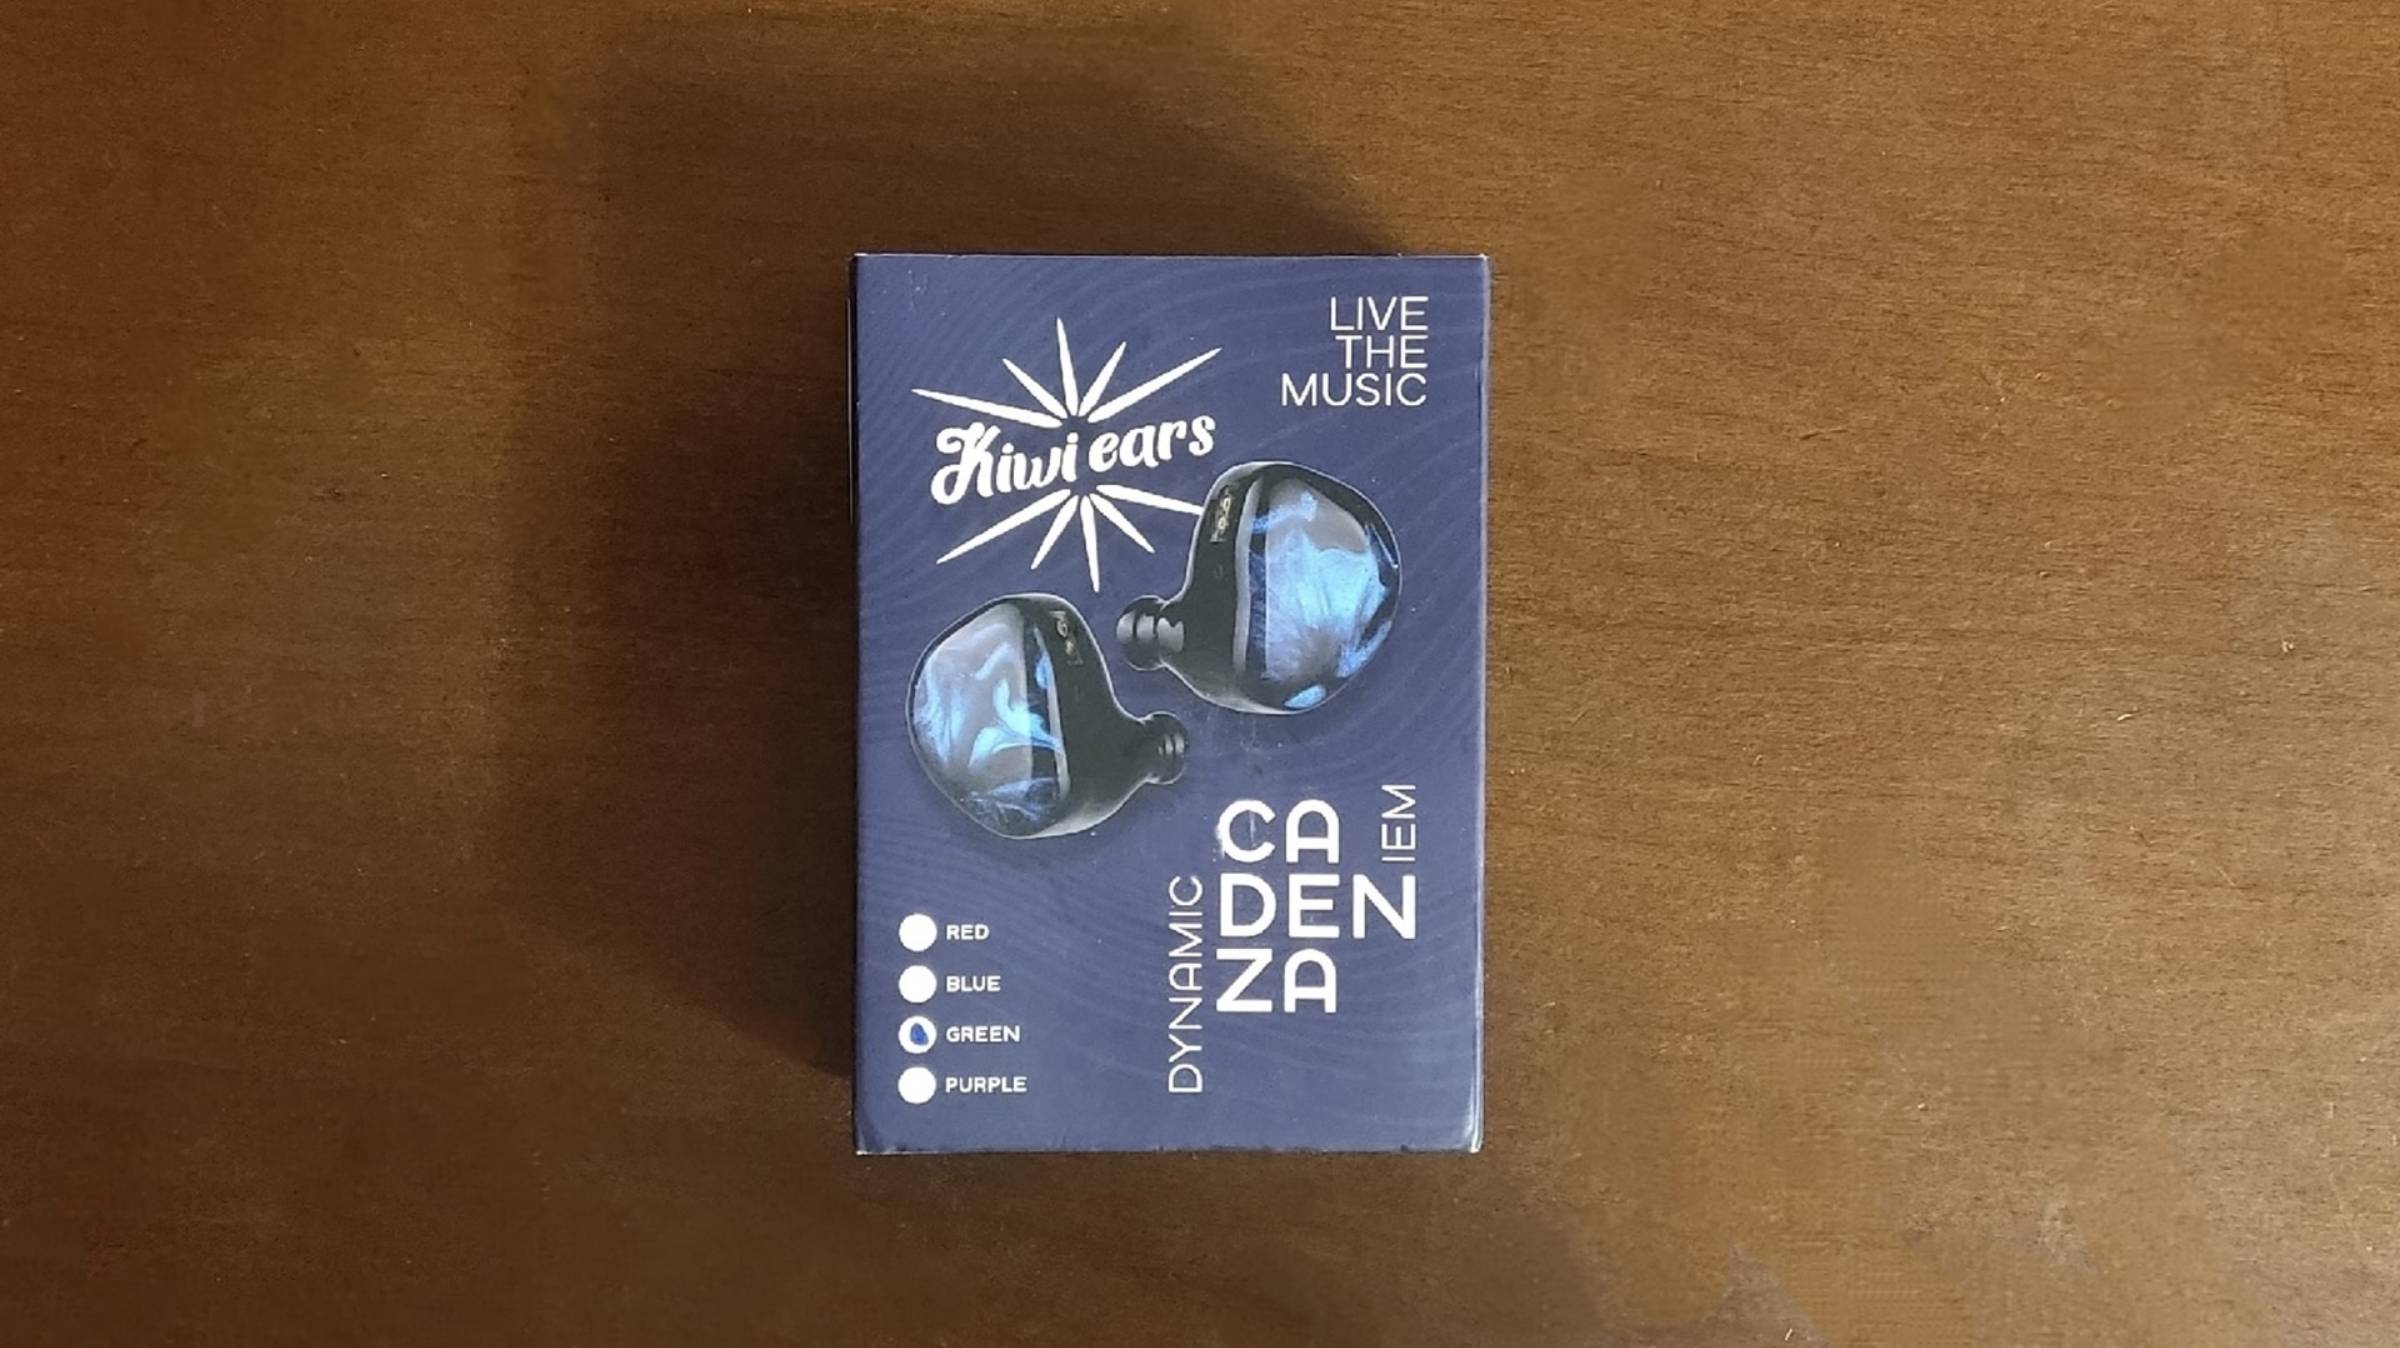 LIVE
THE
MUSIC
Kiwi ears
CA
DEN
ZA
IEM
DYNAMIC
RED
BLUE
GREEN
PURPLE